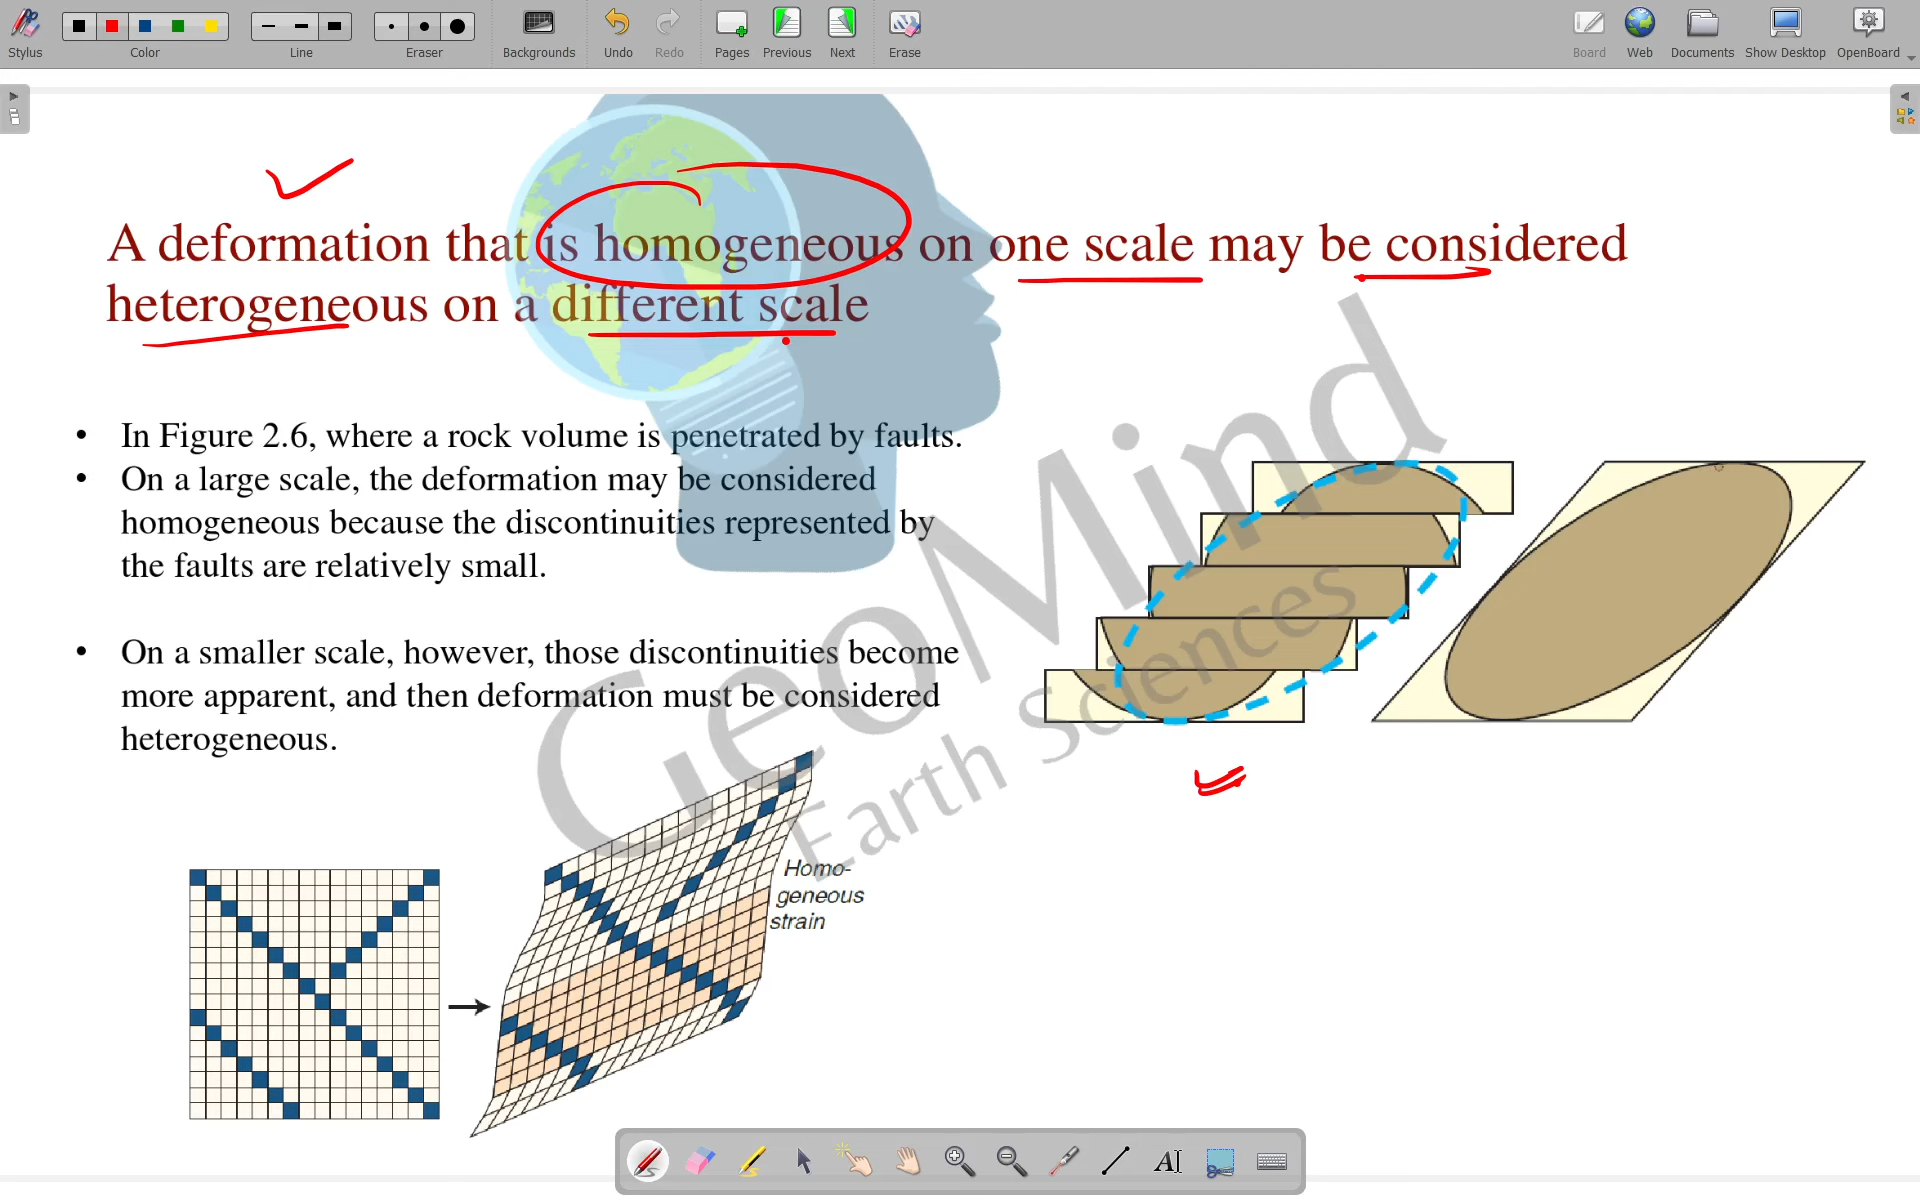 Stylus
Color
Line
Eraser
Backgrounds
Undo
Redo
Pages
Previous
Next
Erase
Board
Web
Documents
Show Desktop
OpenBoard
A deformation that is homogeneous on one scale may be considered
heterogeneous on a different scale
• In Figure 2.6, where a rock volume is penetrated by faults.
• On a large scale, the deformation may be considered
homogeneous because the discontinuities represented by
the faults are relatively small.
• On a smaller scale, however, those discontinuities become
more apparent, and then deformation must be considered
heterogeneous.
GeoMind
Earth Sciences
Homo-
geneous
strain
AI